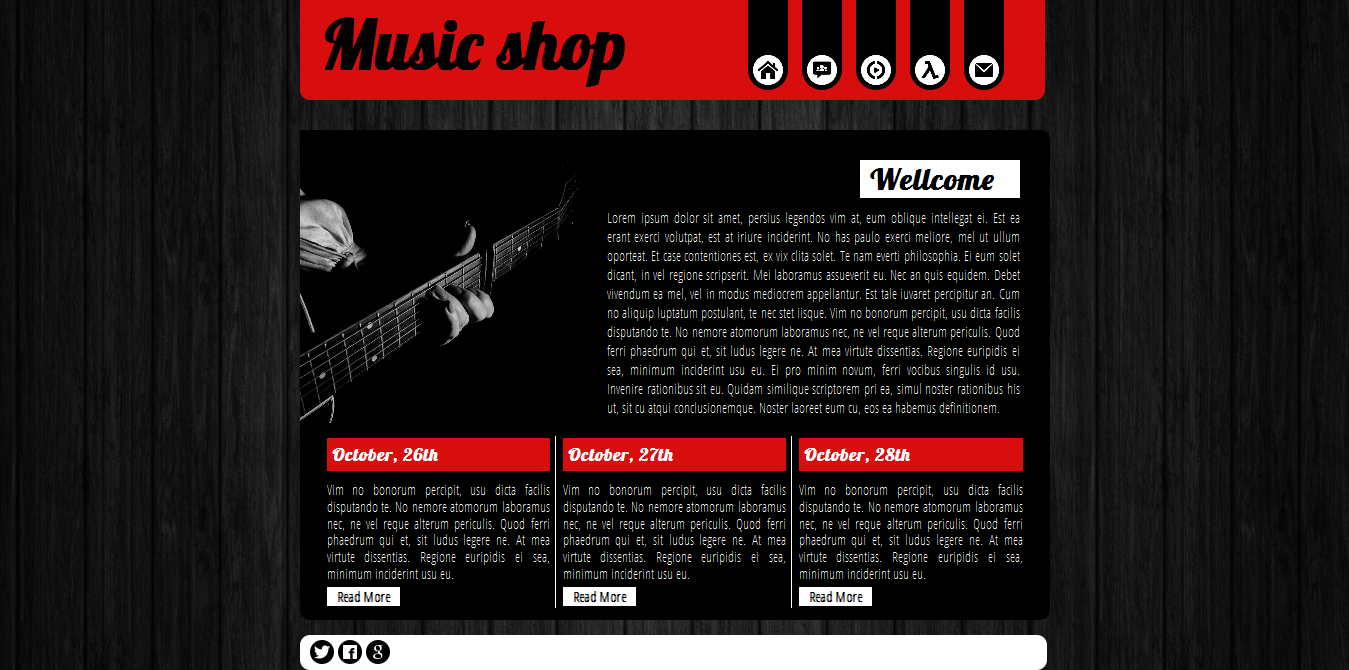 Music shop
Wellcome
Lorem ipsum dolor sit amet, persius legendos vim at, eum oblique intellegat ei. Est ea
erant exerci volutpat, est at iriure inciderint. No has paulo exerci meliore, mel ut ullum
oporteat. Et case contentiones est, ex vix clita solet. Te nam everti philosophia. Ei eum solet
dicant, in vel regione scripserit. Mei laboramus assueverit eu. Nec an quis equidem. Debet
vivendum ea mel, vel in modus mediocrem appellantur. Est tale iuvaret percipitur an. Cum
no aliquip luptatum postulant, te nec stet iisque. Vim no bonorum percipit, usu dicta facilis
disputando te. No nemore atomorum laboramus nec, ne vel reque alterum periculis. Quod
ferri phaedrum qui et, sit ludus legere ne. At mea virtute dissentias. Regione euripidis ei
sea, minimum inciderint usu eu. Ei pro minim novum, ferri vocibus singulis id usu.
Invenire rationibus sit eu. Quidam similique scriptorem pri ea, simul noster rationibus his
ut, sit cu atqui conclusionemque. Noster laoreet eum cu, eos ea habemus definitionem.
October, 26th
Vim no bonorum percipit, usu dicta facilis
disputando te. No nemore atomorum laboramus
nec, ne vel reque alterum periculis. Quod ferri
phaedrum qui et, sit ludus legere ne. At mea
virtute dissentias. Regione euripidis ei sea,
minimum inciderint usu eu.
Read More
October, 27th
Vim no bonorum percipit, usu dicta facilis
disputando te. No nemore atomorum laboramus
nec, ne vel reque alterum periculis. Quod ferri
phaedrum qui et, sit ludus legere ne. At mea
virtute dissentias. Regione euripidis ei sea,
minimum inciderint usu eu.
Read More
October, 28th
Vim no bonorum percipit, usu dicta facilis
disputando te. No nemore atomorum laboramus
nec, ne vel reque alterum periculis. Quod ferri
phaedrum qui et, sit ludus legere ne. At mea
virtute dissentias. Regione euripidis ei sea,
minimum inciderint usu eu.
Read More